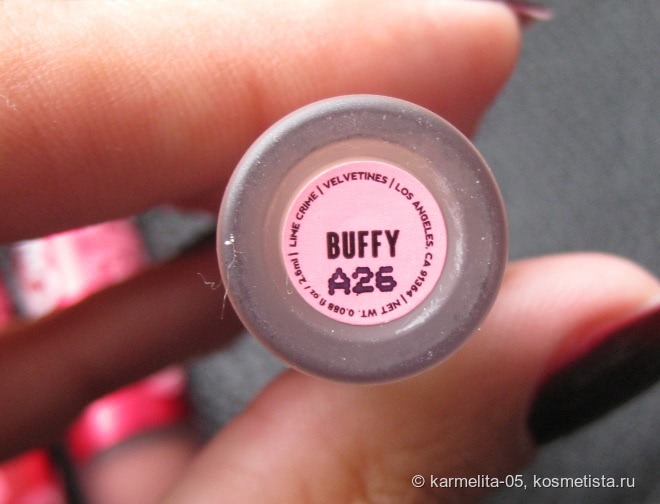 LIME CRIME | VELVETINES | LOS ANGELES, CA 91364 | NET WT. 0.088 fl oz / 2.6ml |
BUFFY
A26
© karmelita-05, kosmetista.ru